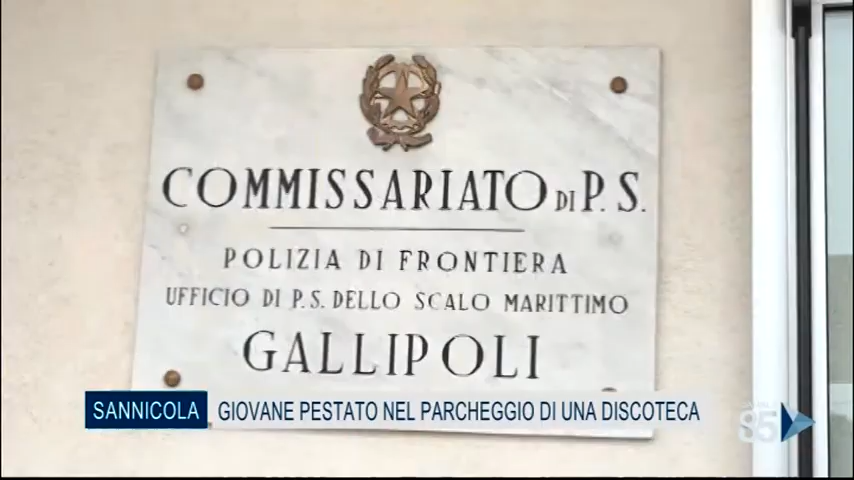 COMMISSARIATO DI P. S.
POLIZIA DI FRONTIERA
UFFICIO DI P.S. DELLO SCALO MARITTIMO
GALLIPOLI
SANNICOLA GIOVANE PESTATO NEL PARCHEGGIO DI UNA DISCOTECA
85